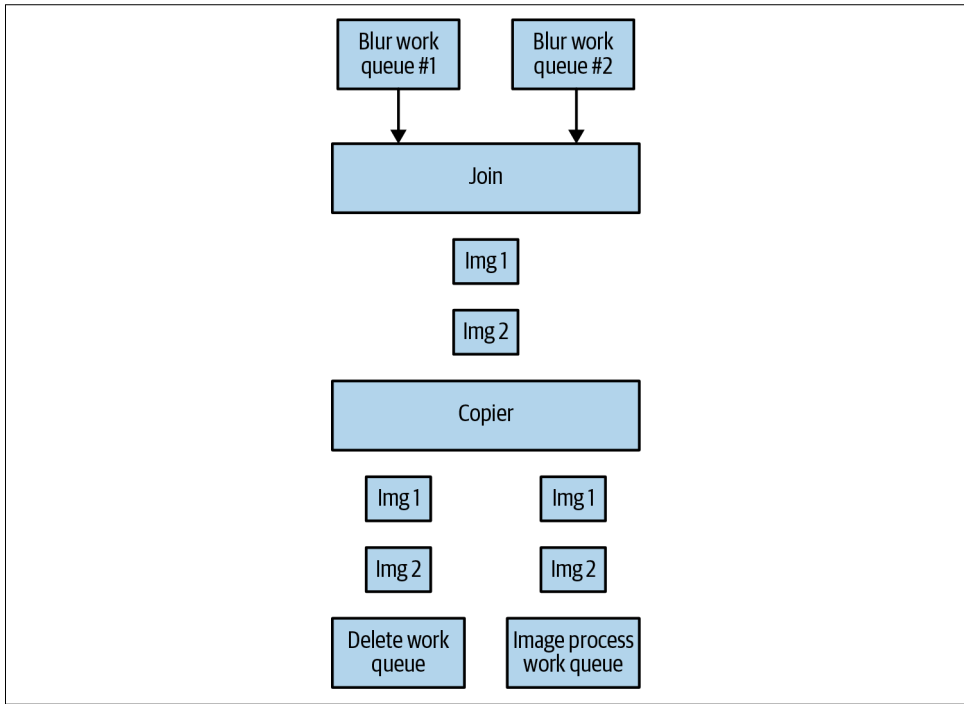 Blur work
queue #1
Blur work
queue #2
Join
Img 1
Img 2
Copier
Img 1
Img 1
Img 2
Img 2
Delete work
queue
Image process
work queue